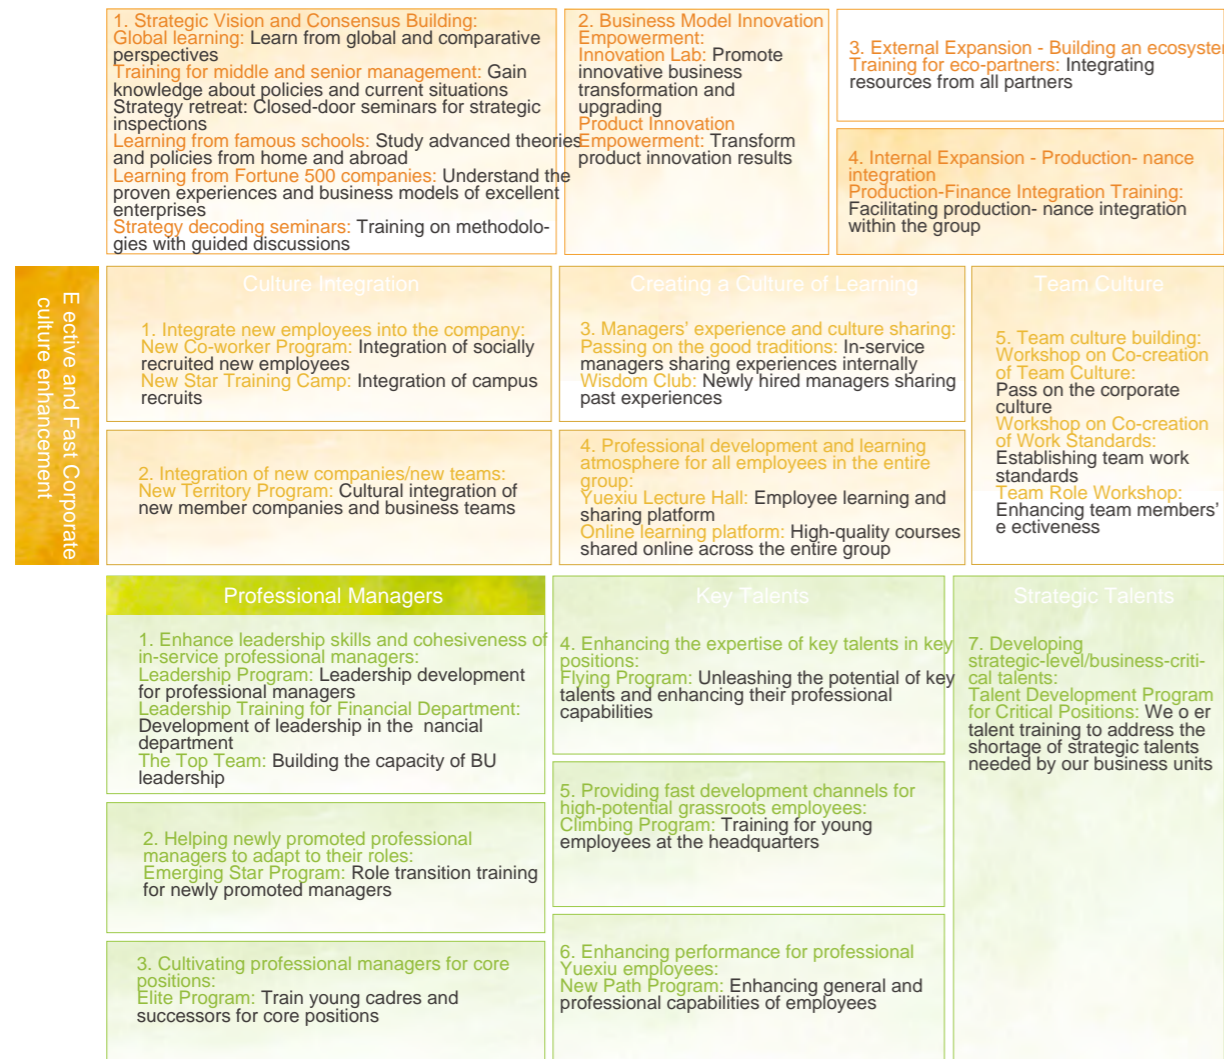 1. Strategic Vision and Consensus Building:
Global learning: Learn from global and comparative
perspectives
Training for middle and senior management: Gain
knowledge about policies and current situations
Strategy retreat: Closed-door seminars for strategic
inspections
Learning from famous schools: Study advanced theories
and policies from home and abroad
Learning from Fortune 500 companies: Understand the
proven experiences and business models of excellent
enterprises
Strategy decoding seminars: Training on methodolo-
gies with guided discussions
2. Business Model Innovation
Empowerment:
Innovation Lab: Promote
innovative business
transformation and
upgrading
Product Innovation
Empowerment: Transform
product innovation results
3. External Expansion - Building an ecosyste
Training for eco-partners: Integrating
resources from all partners
4. Internal Expansion - Production- nance
integration
Production-Finance Integration Training:
Facilitating production- nance integration
within the group
E ective and Fast Corporate
culture enhancement
Culture Integration
1. Integrate new employees into the company:
New Co-worker Program: Integration of socially
recruited new employees
New Star Training Camp: Integration of campus
recruits
2. Integration of new companies/new teams:
New Territory Program: Cultural integration of
new member companies and business teams
Creating a Culture of Learning
3. Managers' experience and culture sharing:
Passing on the good traditions: In-service
managers sharing experiences internally
Wisdom Club: Newly hired managers sharing
past experiences
4. Professional development and learning
atmosphere for all employees in the entire
group:
Yuexiu Lecture Hall: Employee learning and
sharing platform
Online learning platform: High-quality courses
shared online across the entire group
Team Culture
5. Team culture building:
Workshop on Co-creation
of Team Culture:
Pass on the corporate
culture
Workshop on Co-creation
of Work Standards:
Establishing team work
standards
Team Role Workshop:
Enhancing team members'
e ectiveness
Professional Managers
1. Enhance leadership skills and cohesiveness of
in-service professional managers:
Leadership Program: Leadership development
for professional managers
Leadership Training for Financial Department:
Development of leadership in the nancial
department
The Top Team: Building the capacity of BU
leadership
2. Helping newly promoted professional
managers to adapt to their roles:
Emerging Star Program: Role transition training
for newly promoted managers
3. Cultivating professional managers for core
positions:
Elite Program: Train young cadres and
successors for core positions
Key Talents
4. Enhancing the expertise of key talents in key
positions:
Flying Program: Unleashing the potential of key
talents and enhancing their professional
capabilities
5. Providing fast development channels for
high-potential grassroots employees:
Climbing Program: Training for young
employees at the headquarters
6. Enhancing performance for professional
Yuexiu employees:
New Path Program: Enhancing general and
professional capabilities of employees
Strategic Talents
7. Developing
strategic-level/business-criti-
cal talents:
Talent Development Program
for Critical Positions: We o er
talent training to address the
shortage of strategic talents
needed by our business units